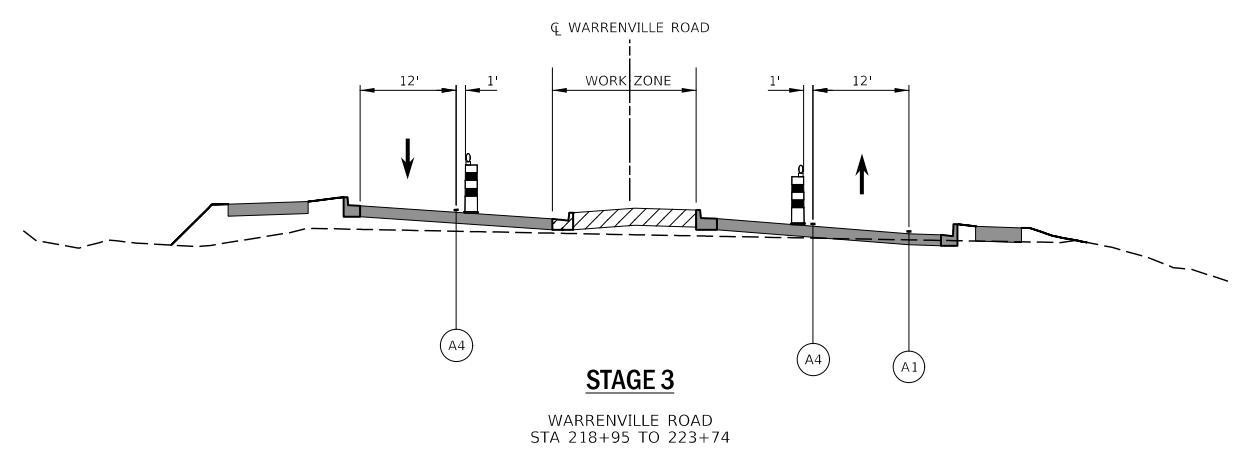 ℄ WARRENVILLE ROAD
12' 1' WORK ZONE 1' 12'
A4 A4 A1
STAGE 3
WARRENVILLE ROAD
STA 218+95 TO 223+74